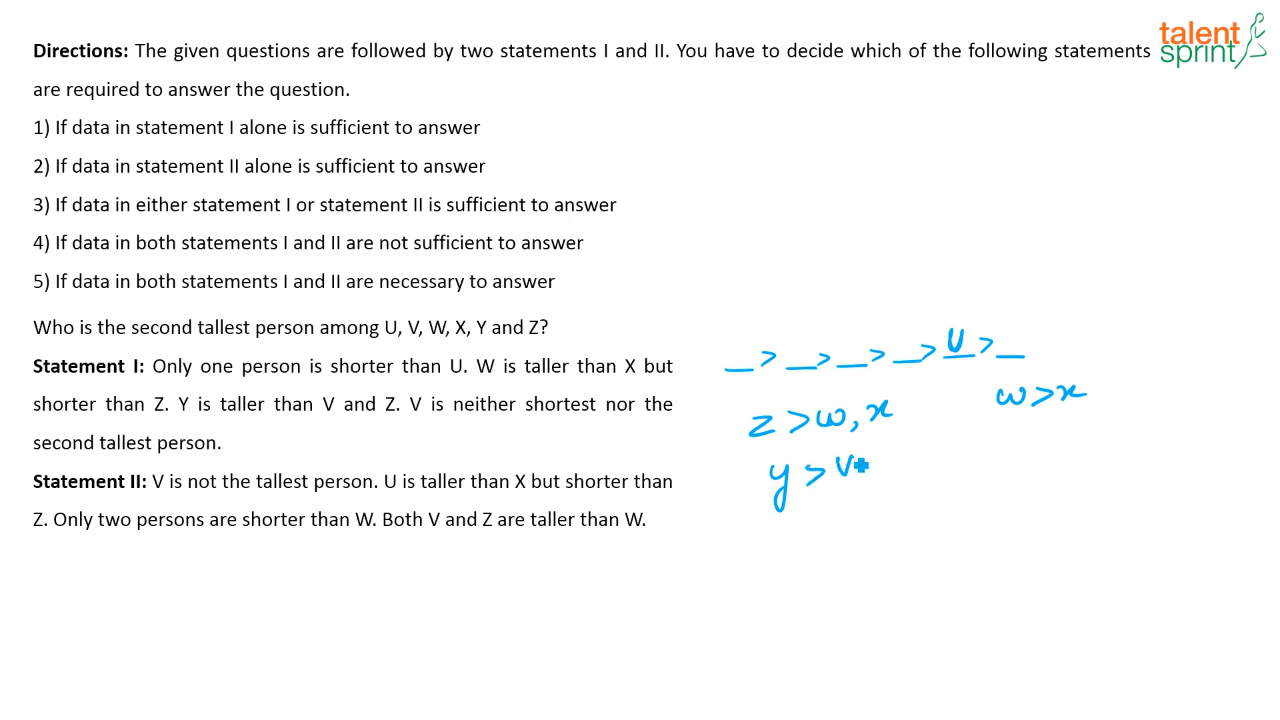 talent
sprint
Directions: The given questions are followed by two statements I and II. You have to decide which of the following statements
are required to answer the question.
1) If data in statement I alone is sufficient to answer
2) If data in statement II alone is sufficient to answer
3) If data in either statement I or statement II is sufficient to answer
4) If data in both statements I and II are not sufficient to answer
5) If data in both statements I and II are necessary to answer
Who is the second tallest person among U, V, W, X, Y and Z?
Statement I: Only one person is shorter than U. W is taller than X but
shorter than Z. Y is taller than V and Z. V is neither shortest nor the
second tallest person.
Statement II: V is not the tallest person. U is taller than X but shorter than
Z. Only two persons are shorter than W. Both V and Z are taller than W.
_ > _ > _ > _ > U > _
w > x
z > w, x
y > v